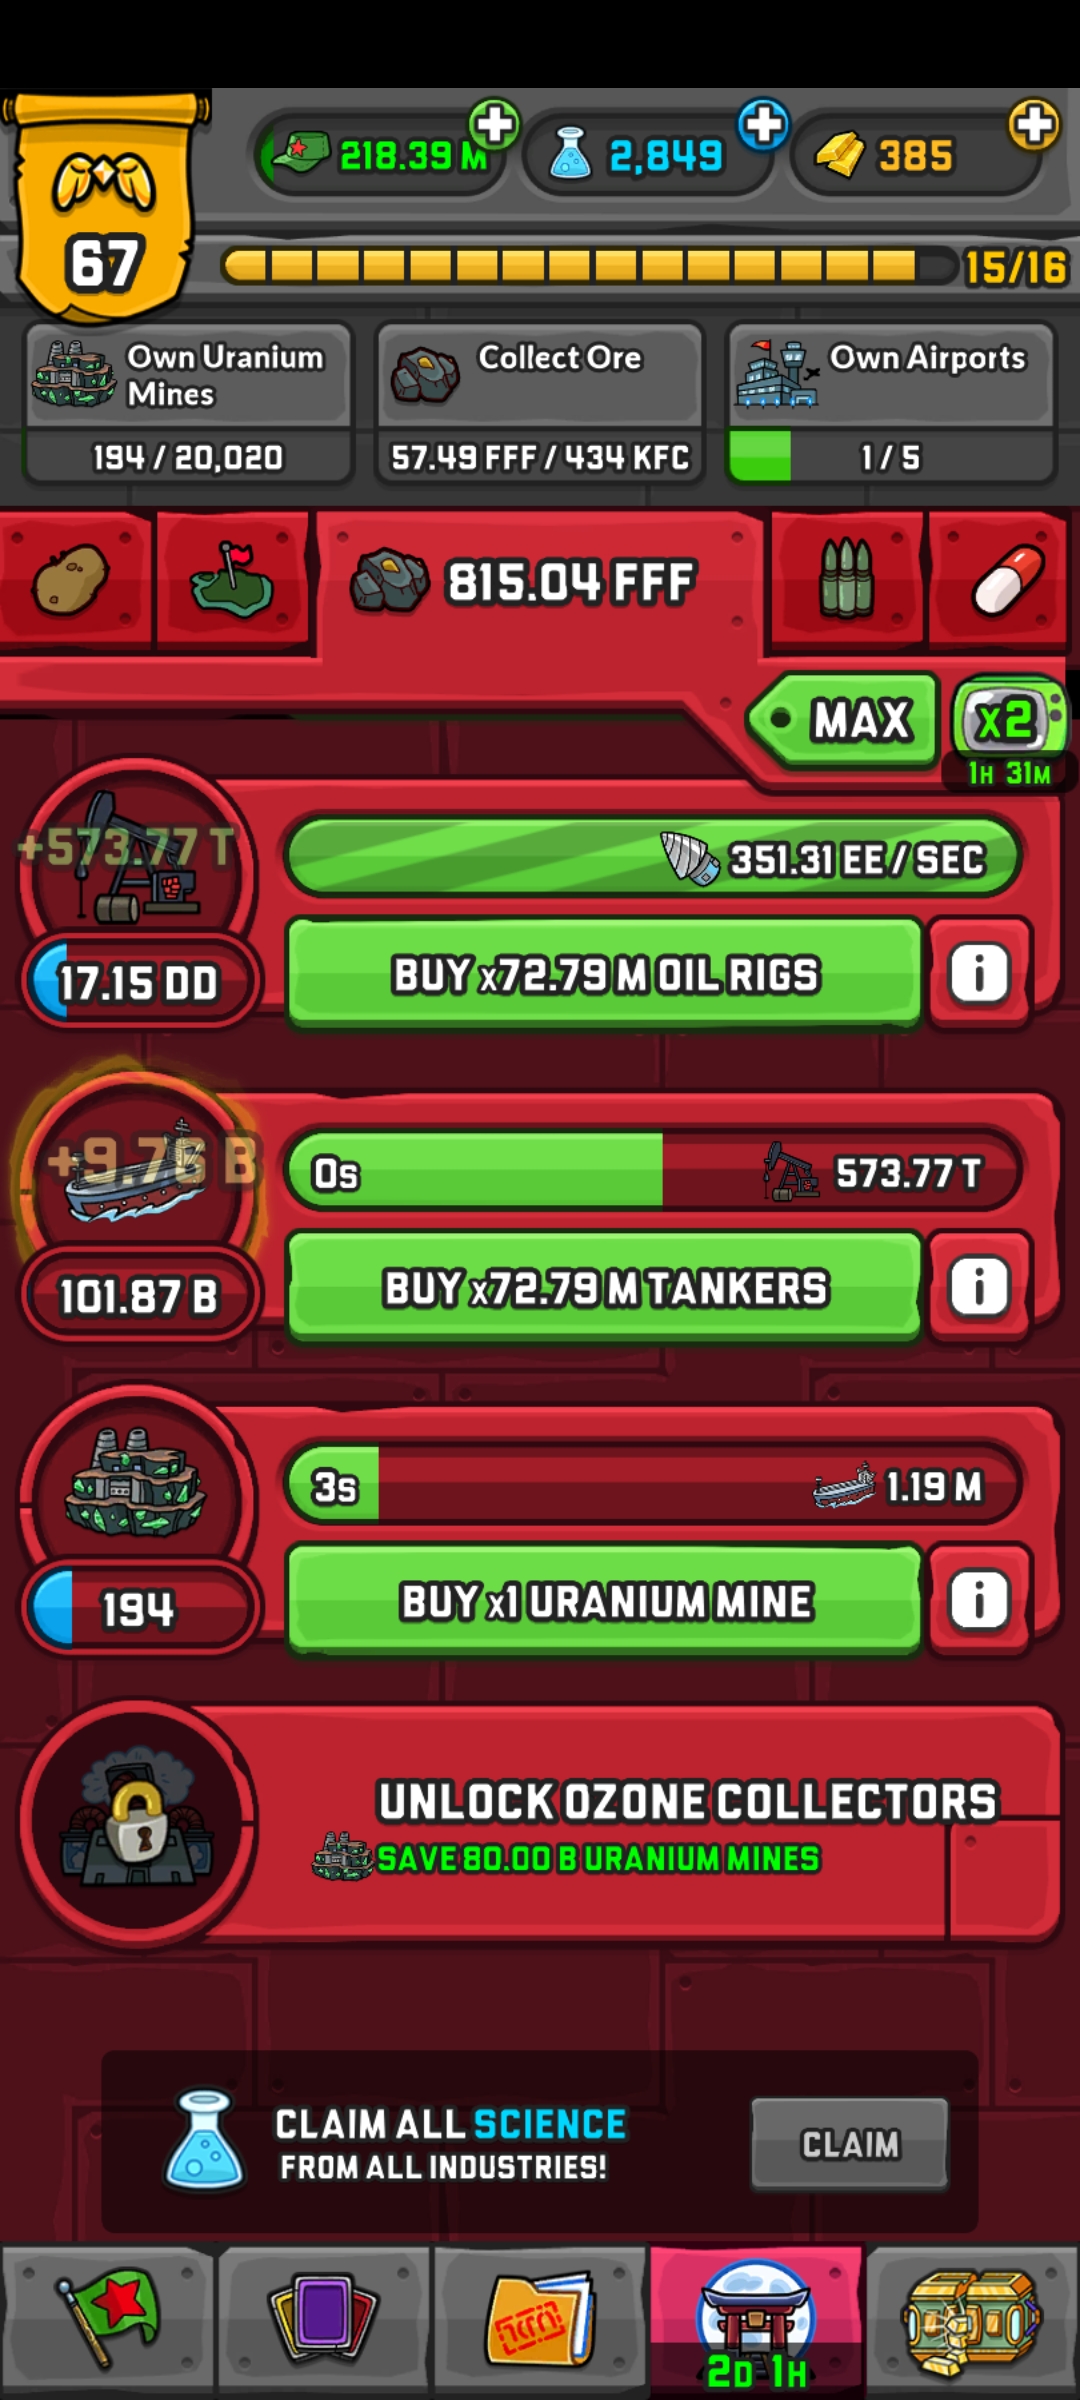 218.39 M
2,849
385
67
15/16
Own Uranium
Mines
194 / 20,020
Collect Ore
57.49 FFF / 434 KFC
Own Airports
1 / 5
815.04 FFF
MAX
x2
1H 31M
+573.77 T
351.31 EE / SEC
17.15 DD
BUY x72.79 M OIL RIGS
i
+9.76 B
0s
573.77 T
101.87 B
BUY x72.79 M TANKERS
i
3s
1.19 M
194
BUY x1 URANIUM MINE
i
UNLOCK OZONE COLLECTORS
SAVE 80.00 B URANIUM MINES
CLAIM ALL SCIENCE
FROM ALL INDUSTRIES!
CLAIM
2D 1H